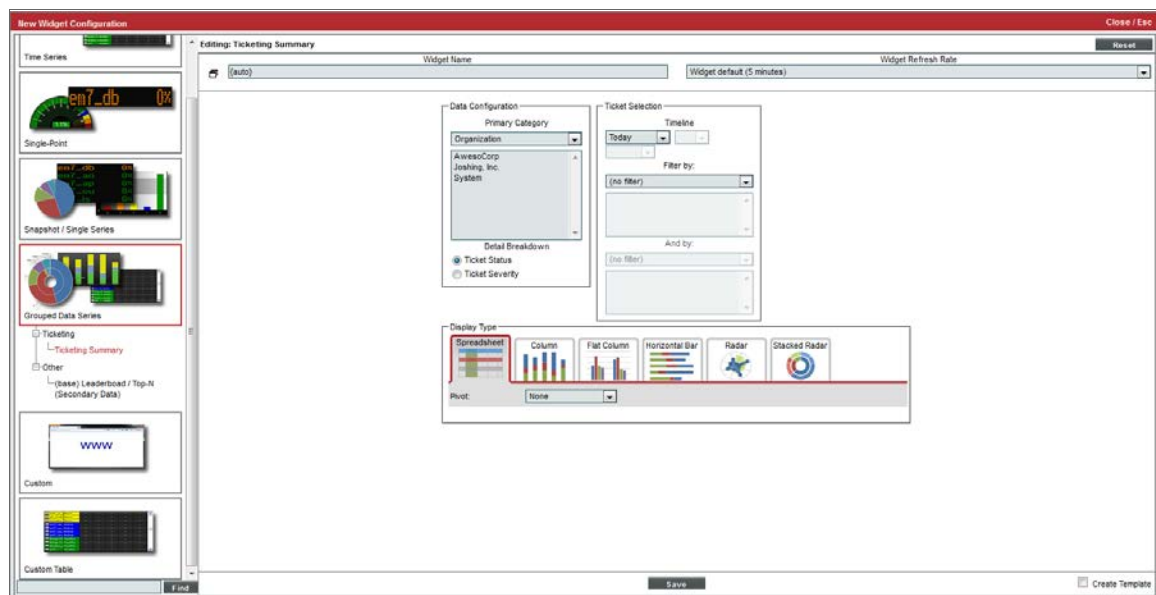 New Widget Configuration
Close / Esc
Time Series
em7_db 0%
Single-Point
Snapshot / Single Series
Grouped Data Series
Ticketing
Ticketing Summary
Other
(base) Leaderboad / Top-N
(Secondary Data)
www
Custom
Custom Table
Find
Editing: Ticketing Summary
Reset
Widget Name
Widget Refresh Rate
{auto}
Widget default (5 minutes)
Data Configuration
Primary Category
Organization
AwesoCorp
Joshing, Inc.
System
Detail Breakdown
Ticket Status
Ticket Severity
Ticket Selection
Timeline
Today
Filter by:
(no filter)
And by:
(no filter)
Display Type
Spreadsheet
Column
Flat Column
Horizontal Bar
Radar
Stacked Radar
Pivot:
None
Save
Create Template